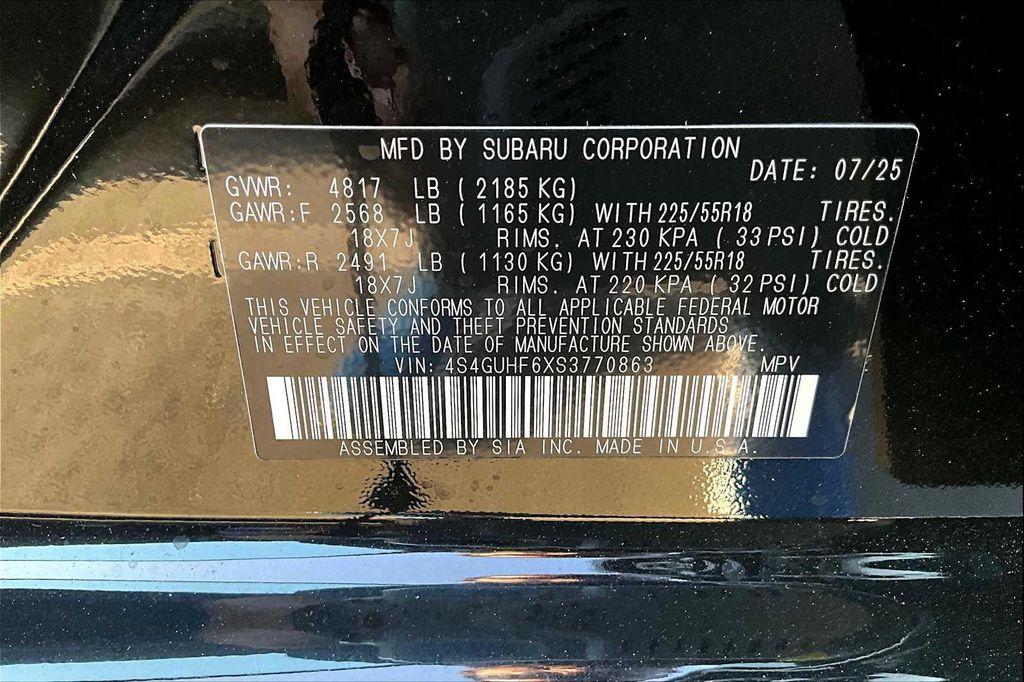 MFD BY SUBARU CORPORATION
DATE: 07/25
GVWR: 4817 LB ( 2185 KG)
GAWR:F 2568 LB ( 1165 KG) WITH 225/55R18 TIRES.
18X7J RIMS. AT 230 KPA ( 33 PSI) COLD
GAWR:R 2491 LB ( 1130 KG) WITH 225/55R18 TIRES.
18X7J RIMS. AT 220 KPA ( 32 PSI) COLD
THIS VEHICLE CONFORMS TO ALL APPLICABLE FEDERAL MOTOR
VEHICLE SAFETY AND THEFT PREVENTION STANDARDS
IN EFFECT ON THE DATE OF MANUFACTURE SHOWN ABOVE.
VIN: 4S4GUHF6XS3770863 MPV
ASSEMBLED BY SIA INC. MADE IN U.S.A.